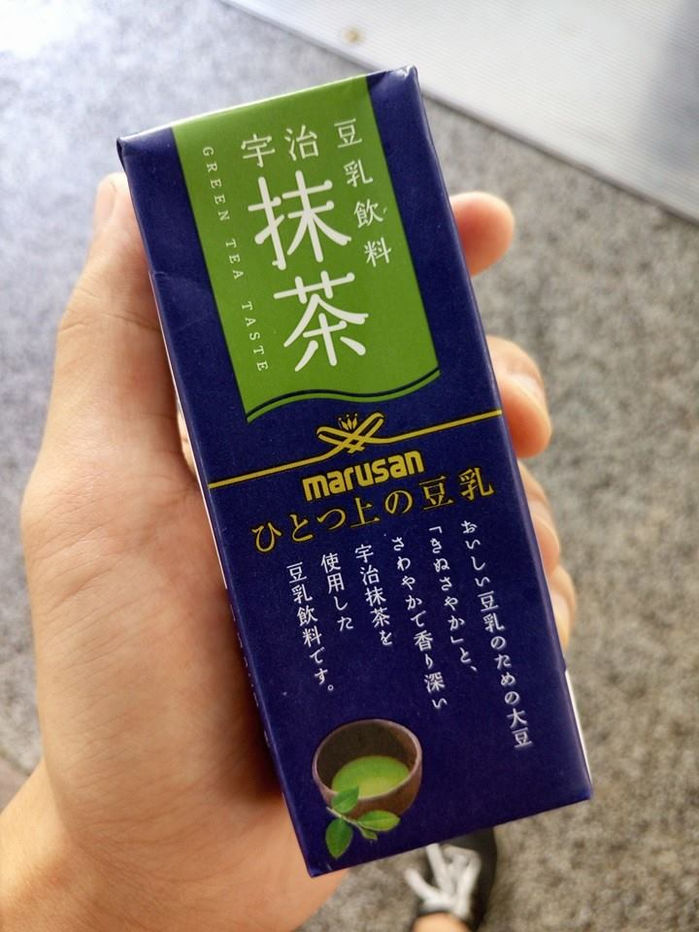 豆乳飲料
宇治
抹茶
GREEN TEA TASTE
marusan
ひとつ上の豆乳
おいしい豆乳のための大豆
「きぬさやか」と、
さわやかで香り深い
宇治抹茶を
使用した
豆乳飲料です。